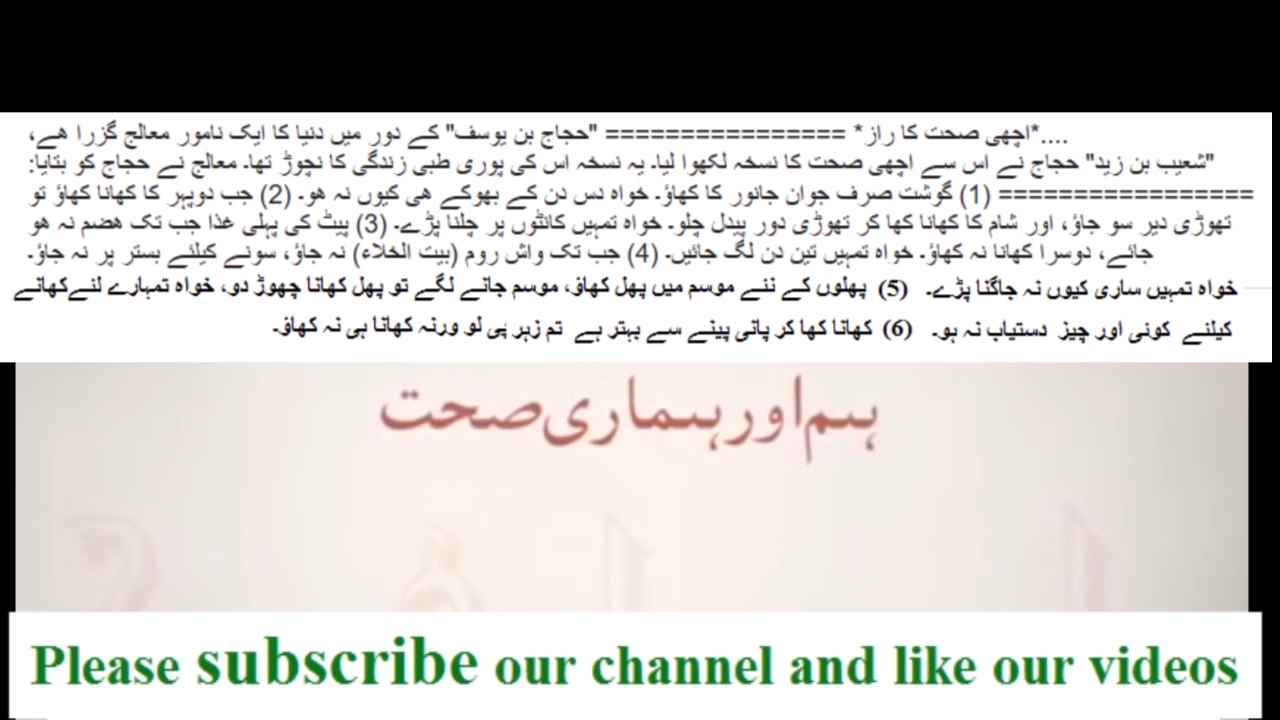 ....*اچھی صحت کا راز* ================ "حجاج بن یوسف" کے دور میں دنیا کا ایک نامور معالج گزرا ھے،
"شعیب بن زید" حجاج نے اس سے اچھی صحت کا نسخہ لکھوا لیا۔ یہ نسخہ اس کی پوری طبی زندگی کا نچوڑ تھا۔ معالج نے حجاج کو بتایا:
================= (1) گوشت صرف جوان جانور کا کھاؤ۔ خواہ دس دن کے بھوکے ھی کیوں نہ ھو۔ (2) جب دوپہر کا کھانا کھاؤ تو
تھوڑی دیر سو جاؤ، اور شام کا کھانا کھا کر تھوڑی دور پیدل چلو۔ خواہ تمہیں کانٹوں پر چلنا پڑے۔ (3) پیٹ کی پہلی غذا جب تک ھضم نہ ھو
جائے، دوسرا کھانا نہ کھاؤ۔ خواہ تمہیں تین دن لگ جائیں۔ (4) جب تک واش روم (بیت الخلاء) نہ جاؤ، سونے کیلئے بستر پر نہ جاؤ۔
خواہ تمہیں ساری کیوں نہ جاگنا پڑے۔ (5) پھلوں کے نئے موسم میں پھل کھاؤ، موسم جانے لگے تو پھل کھانا چھوڑ دو، خواہ تمہارے لئےکھانے
کیلئے کوئی اور چیز دستیاب نہ ہو۔ (6) کھانا کھا کر پانی پینے سے بہتر ہے تم زہر پی لو ورنہ کھانا ہی نہ کھاؤ۔
ہم اور ہماری صحت
Please subscribe our channel and like our videos